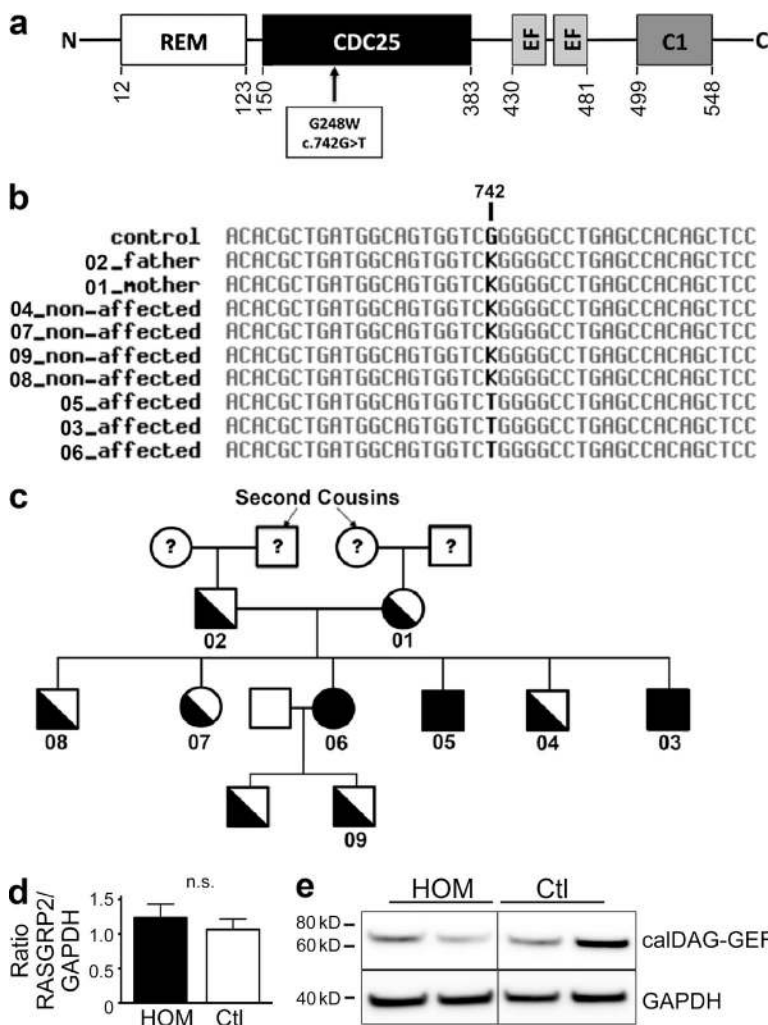 a
N REM CDC25 EF EF C1 C
12 123 150 383 430 481 499 548
G248W
c.742G>T
b
742
control ACACGCTGATGGCAGTGGTCGGGGGCCTGAGCCACAGCTCC
02_father ACACGCTGATGGCAGTGGTCKGGGGCCTGAGCCACAGCTCC
01_mother ACACGCTGATGGCAGTGGTCKGGGGCCTGAGCCACAGCTCC
04_non-affected ACACGCTGATGGCAGTGGTCKGGGGCCTGAGCCACAGCTCC
07_non-affected ACACGCTGATGGCAGTGGTCKGGGGCCTGAGCCACAGCTCC
09_non-affected ACACGCTGATGGCAGTGGTCKGGGGCCTGAGCCACAGCTCC
08_non-affected ACACGCTGATGGCAGTGGTCKGGGGCCTGAGCCACAGCTCC
05_affected ACACGCTGATGGCAGTGGTCTGGGGCCTGAGCCACAGCTCC
03_affected ACACGCTGATGGCAGTGGTCTGGGGCCTGAGCCACAGCTCC
06_affected ACACGCTGATGGCAGTGGTCTGGGGCCTGAGCCACAGCTCC
c
Second Cousins
? ? ? ?
02 01
08 07 06 05 04 03
09
d
n.s.
Ratio
RASGRP2/
GAPDH
1.5
1.0
0.5
0
HOM Ctl
e
HOM Ctl
80 kD
60 kD
calDAG-GEF
40 kD
GAPDH